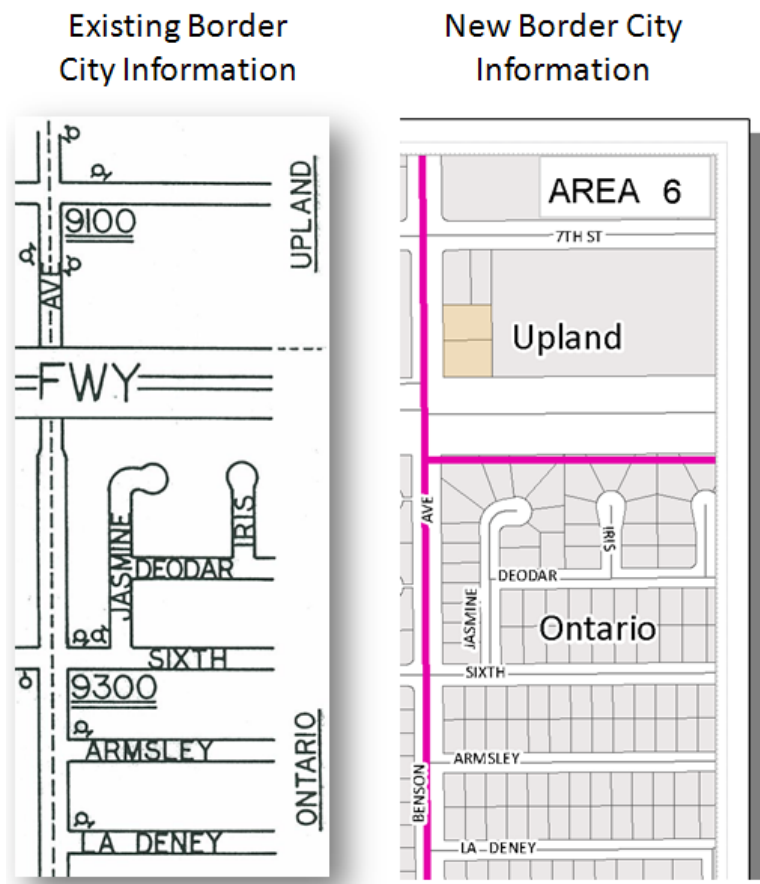 Existing Border
City Information
New Border City
Information
UPLAND
9100
AVE
FWY
JASMINE
IRIS
DEODAR
SIXTH
9300
ARMSLEY
ONTARIO
LA DENEY
AREA 6
7TH ST
Upland
AVE
IRIS
DEODAR
JASMINE
Ontario
SIXTH
ARMSLEY
BENSON
LA DENEY